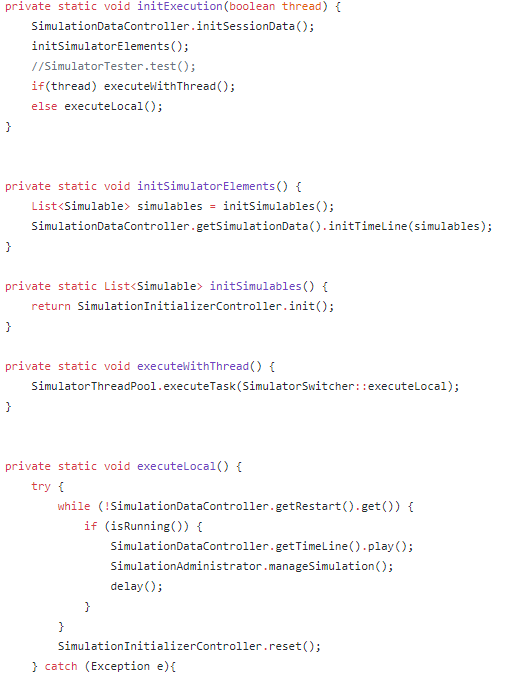 private static void initExecution(boolean thread) {
    SimulationDataController.initSessionData();
    initSimulatorElements();
    //SimulatorTester.test();
    if(thread) executeWithThread();
    else executeLocal();
}
private static void initSimulatorElements() {
    List<Simulable> simulables = initSimulables();
    SimulationDataController.getSimulationData().initTimeLine(simulables);
}
private static List<Simulable> initSimulables() {
    return SimulationInitializerController.init();
}
private static void executeWithThread() {
    SimulatorThreadPool.executeTask(SimulatorSwitcher::executeLocal);
}
private static void executeLocal() {
    try {
        while (!SimulationDataController.getRestart().get()) {
            if (isRunning()) {
                SimulationDataController.getTimeLine().play();
                SimulationAdministrator.manageSimulation();
                delay();
            }
        }
        SimulationInitializerController.reset();
    } catch (Exception e){